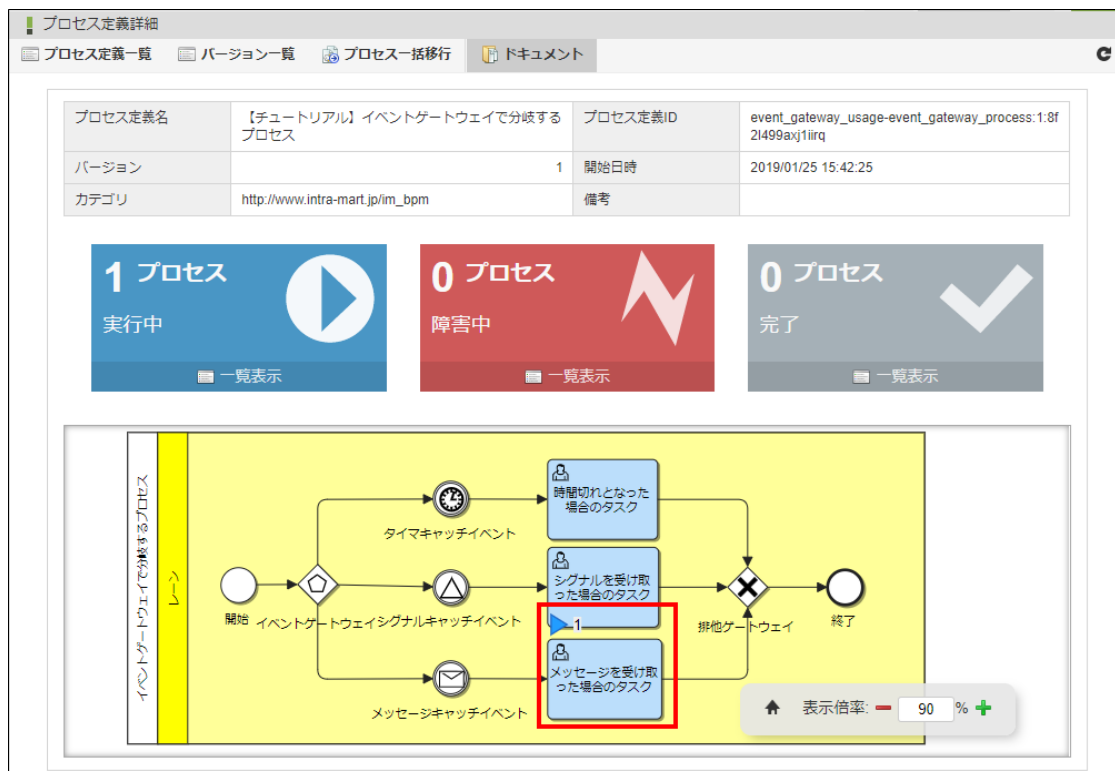 プロセス定義詳細
プロセス定義一覧 バージョン一覧 プロセス一括移行 ドキュメント
プロセス定義名 【チュートリアル】イベントゲートウェイで分岐する
プロセス
プロセス定義ID event_gateway_usage-event_gateway_process:1:8f
2l499axj1iirq
バージョン 1 開始日時 2019/01/25 15:42:25
カテゴリ http://www.intra-mart.jp/im_bpm 備考
1 プロセス
実行中
一覧表示
0 プロセス
障害中
一覧表示
0 プロセス
完了
一覧表示
イベントゲートウェイで分岐するプロセス
レーン
時間切れとなった
場合のタスク
タイマキャッチイベント
シグナルを受け取
った場合のタスク
開始 イベントゲートウェイ シグナルキャッチイベント 1 排他ゲートウェイ 終了
メッセージを受け取
った場合のタスク
メッセージキャッチイベント
表示倍率: 90 %